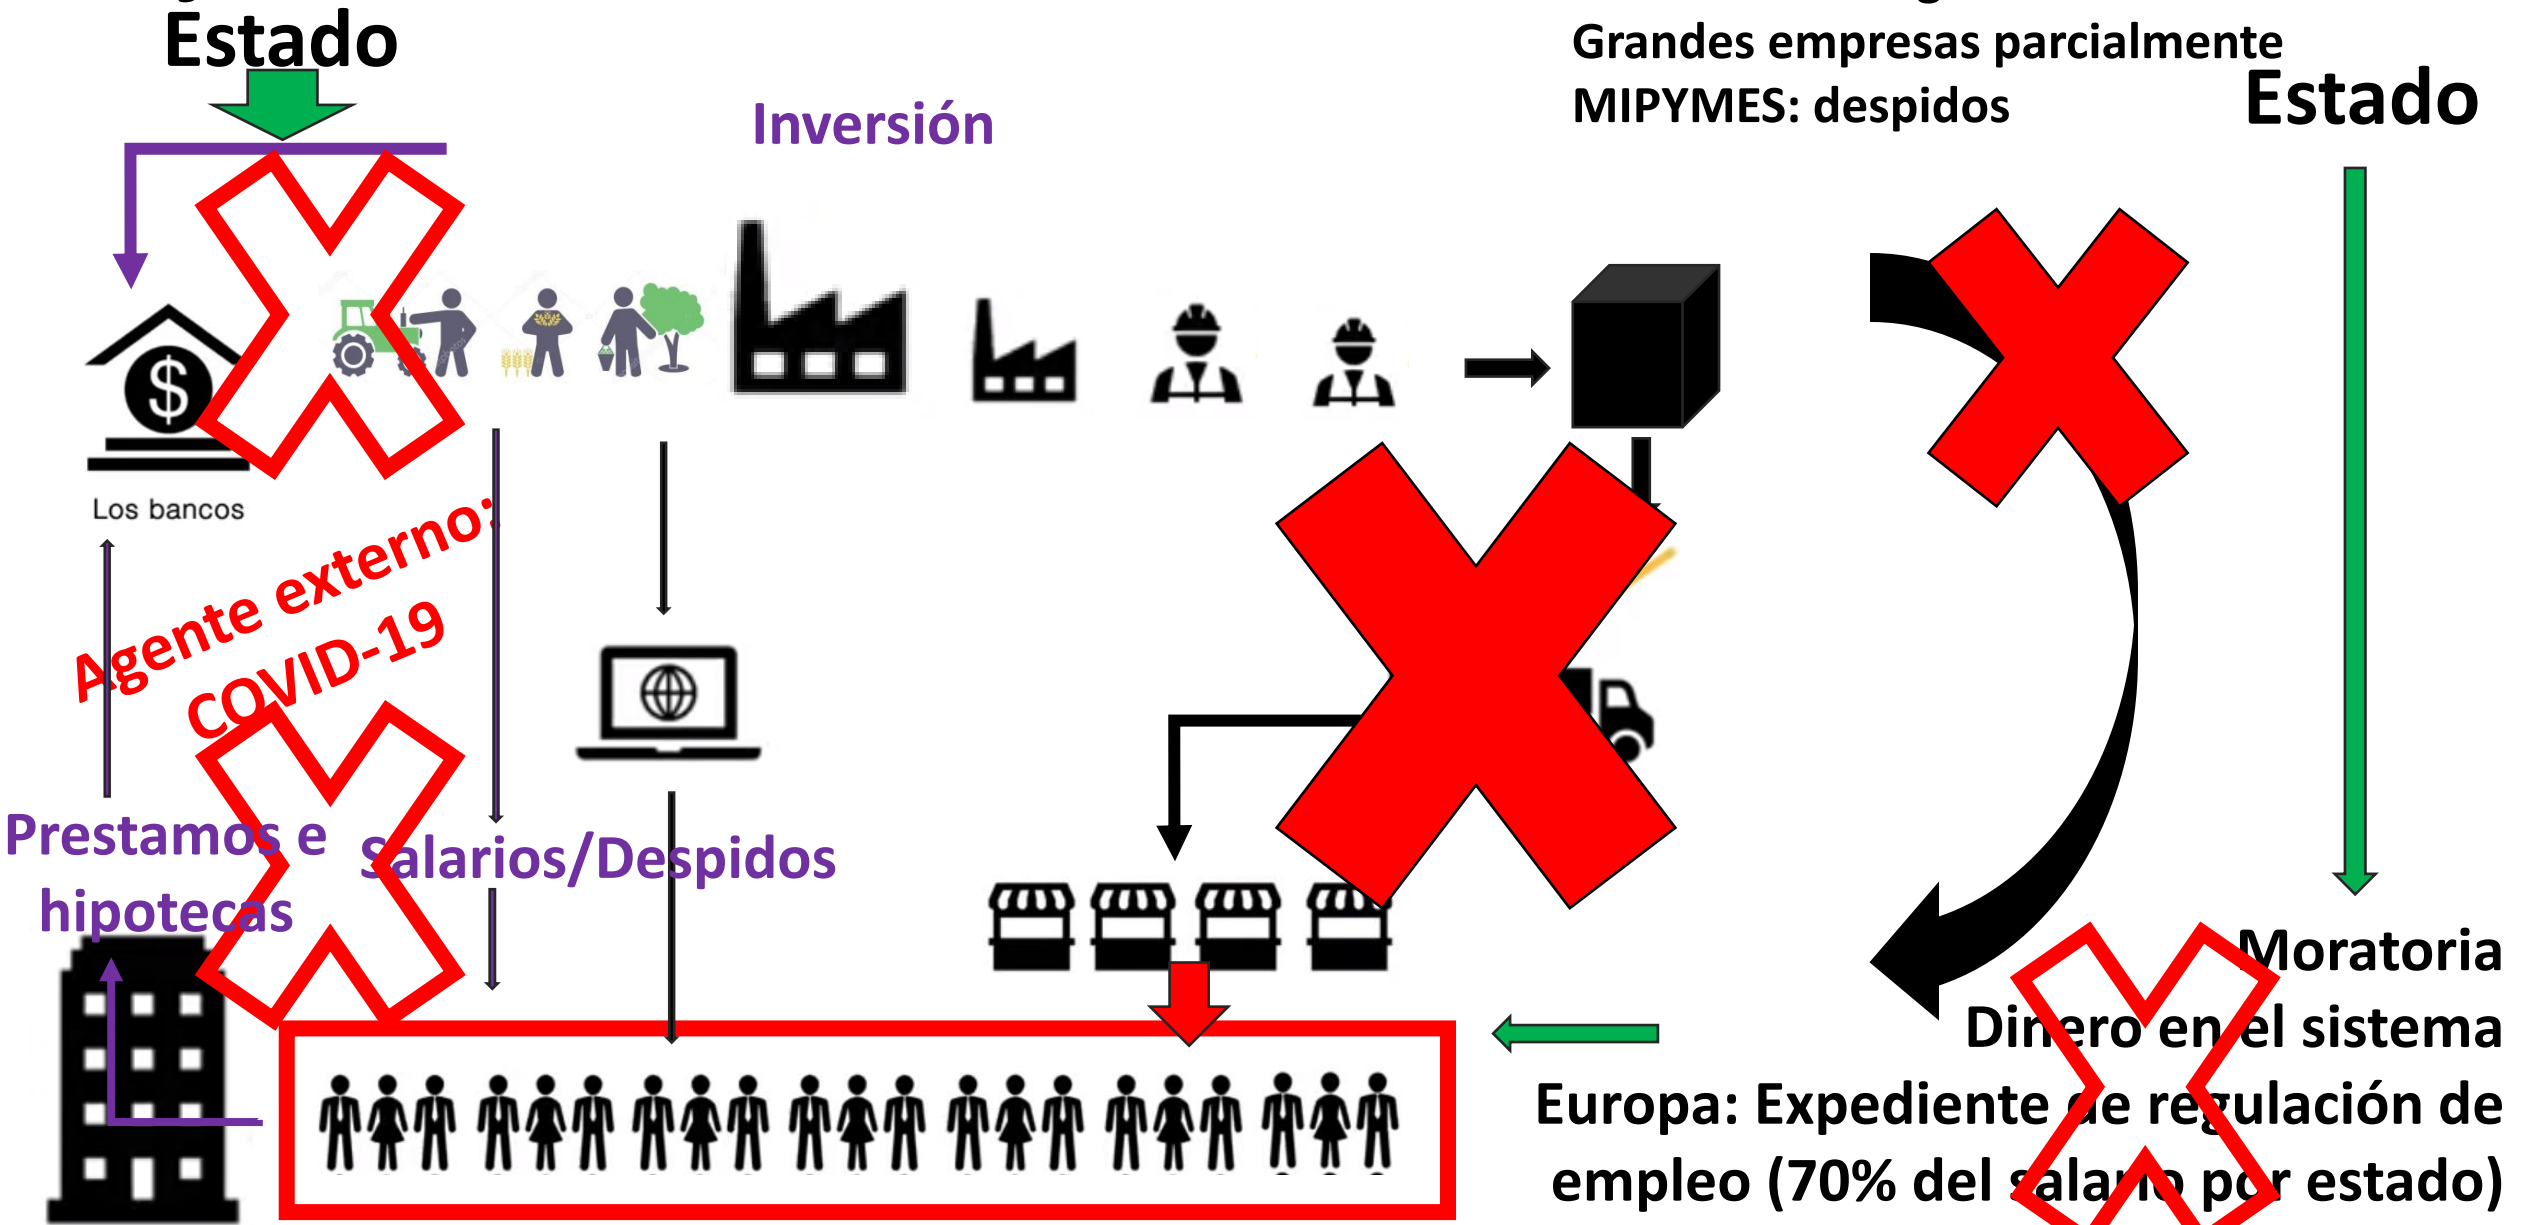 Estado
Grandes empresas parcialmente
MIPYMES: despidos
Estado
Inversión
$
Los bancos
Agente externo:
COVID-19
Prestamos e
hipotecas
Salarios/Despidos
Moratoria
Dinero en el sistema
Europa: Expediente de regulación de
empleo (70% del salario por estado)